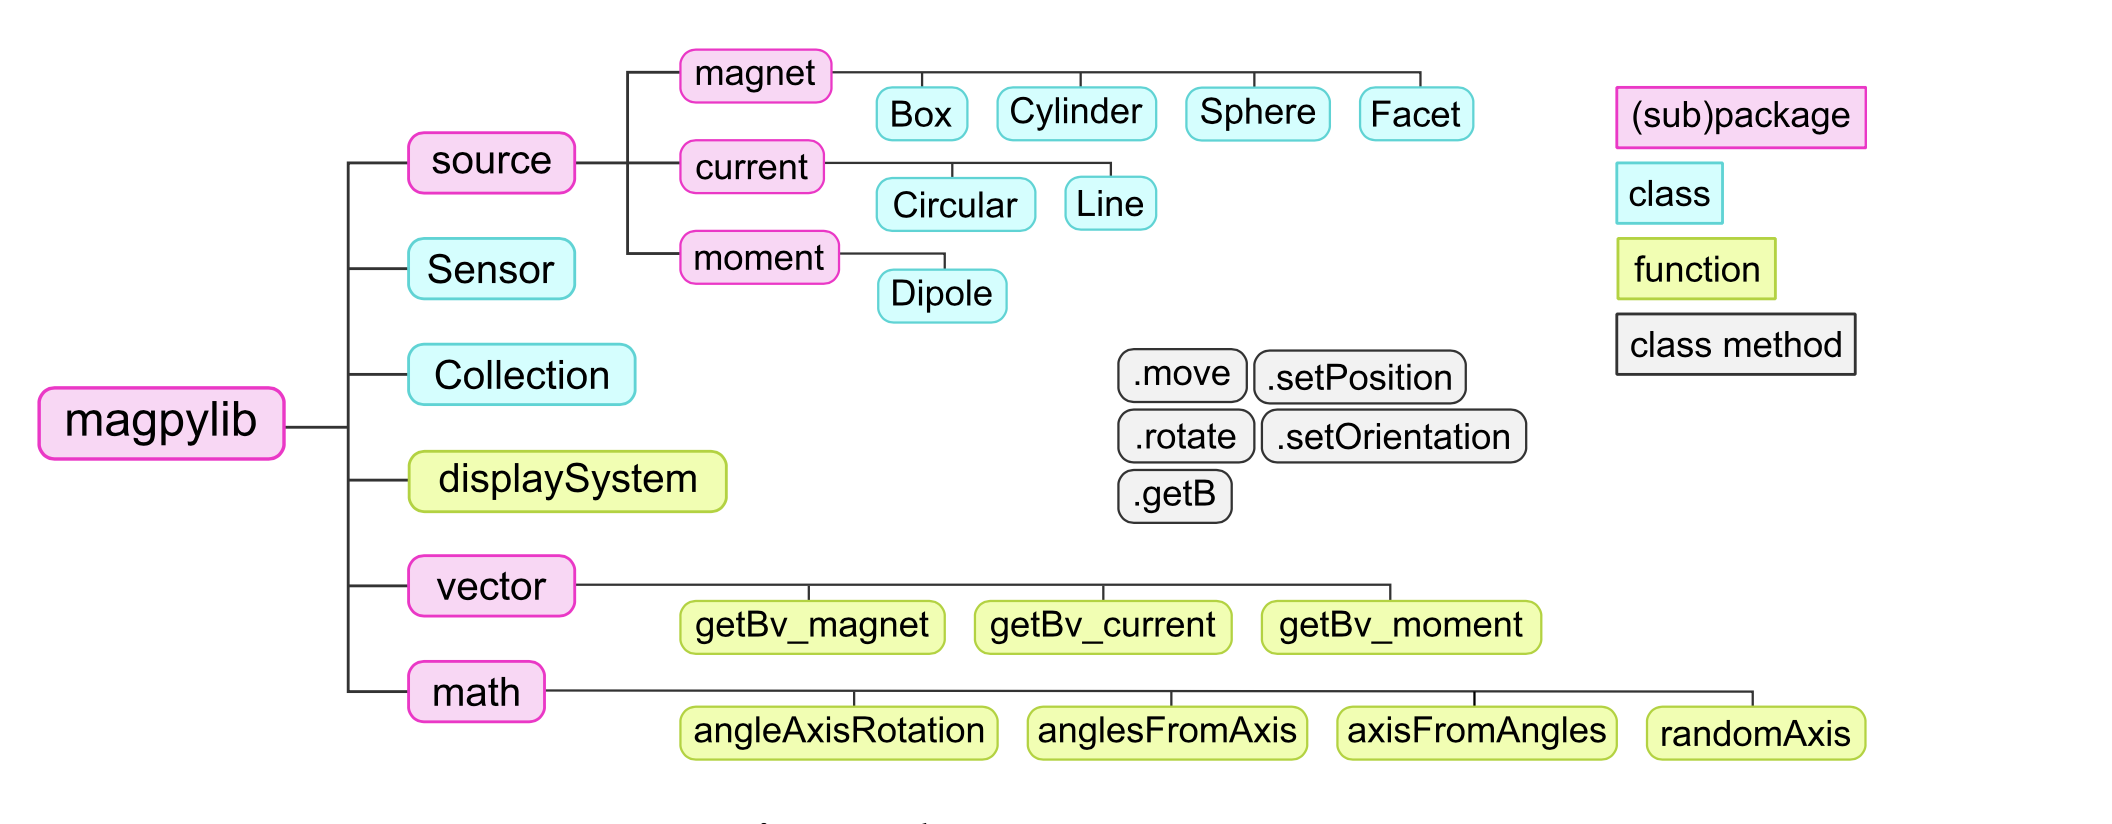 magpylib
source
magnet
Box
Cylinder
Sphere
Facet
current
Circular
Line
moment
Dipole
Sensor
Collection
displaySystem
vector
getBv_magnet
getBv_current
getBv_moment
math
angleAxisRotation
anglesFromAxis
axisFromAngles
randomAxis
.move
.setPosition
.rotate
.setOrientation
.getB
(sub)package
class
function
class method